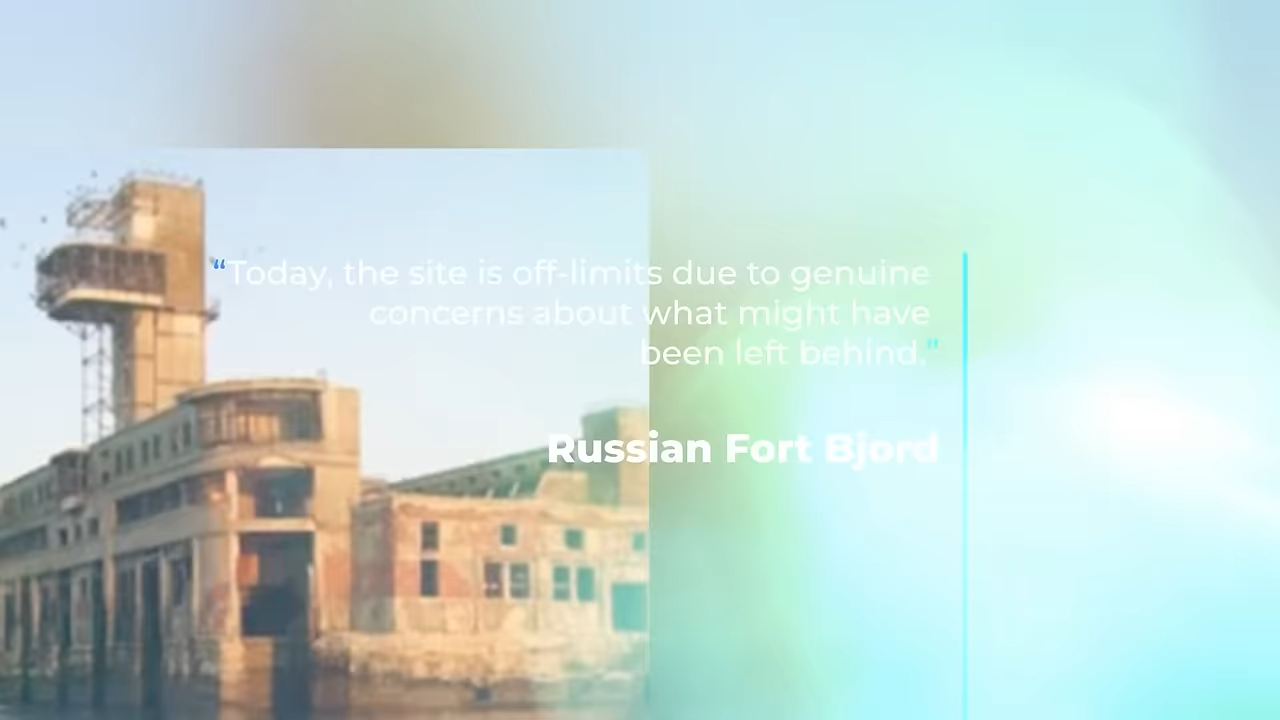 “Today, the site is off-limits due to genuine
concerns about what might have
been left behind."
Russian Fort Bjord